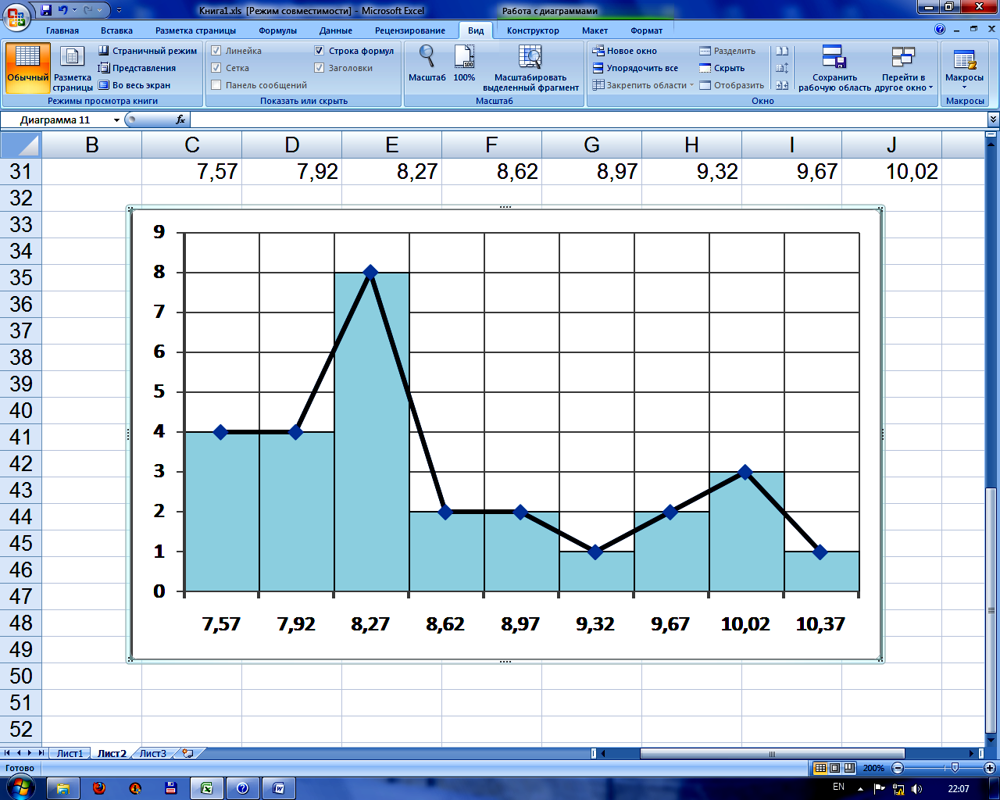 Книга1.xls [Режим совместимости] - Microsoft Excel
Работа с диаграммами
Главная Вставка Разметка страницы Формулы Данные Рецензирование Вид Конструктор Макет Формат
Обычный
Разметка страницы
Страничный режим
Представления
Во весь экран
Режимы просмотра книги
Линейка
Сетка
Панель сообщений
Строка формул
Заголовки
Показать или скрыть
Масштаб
100%
Масштабировать выделенный фрагмент
Масштаб
Новое окно
Упорядочить все
Закрепить области
Разделить
Скрыть
Отобразить
Сохранить рабочую область
Перейти в другое окно
Окно
Макросы
Макросы
Диаграмма 11
fx
B C D E F G H I J
31 7,57 7,92 8,27 8,62 8,97 9,32 9,67 10,02
32
33
34
35
36
37
38
39
40
41
42
43
44
45
46
47
48
49
50
51
52
9
8
7
6
5
4
3
2
1
0
7,57 7,92 8,27 8,62 8,97 9,32 9,67 10,02 10,37
Лист1 Лист2 Лист3
Готово
200%
EN
22:07